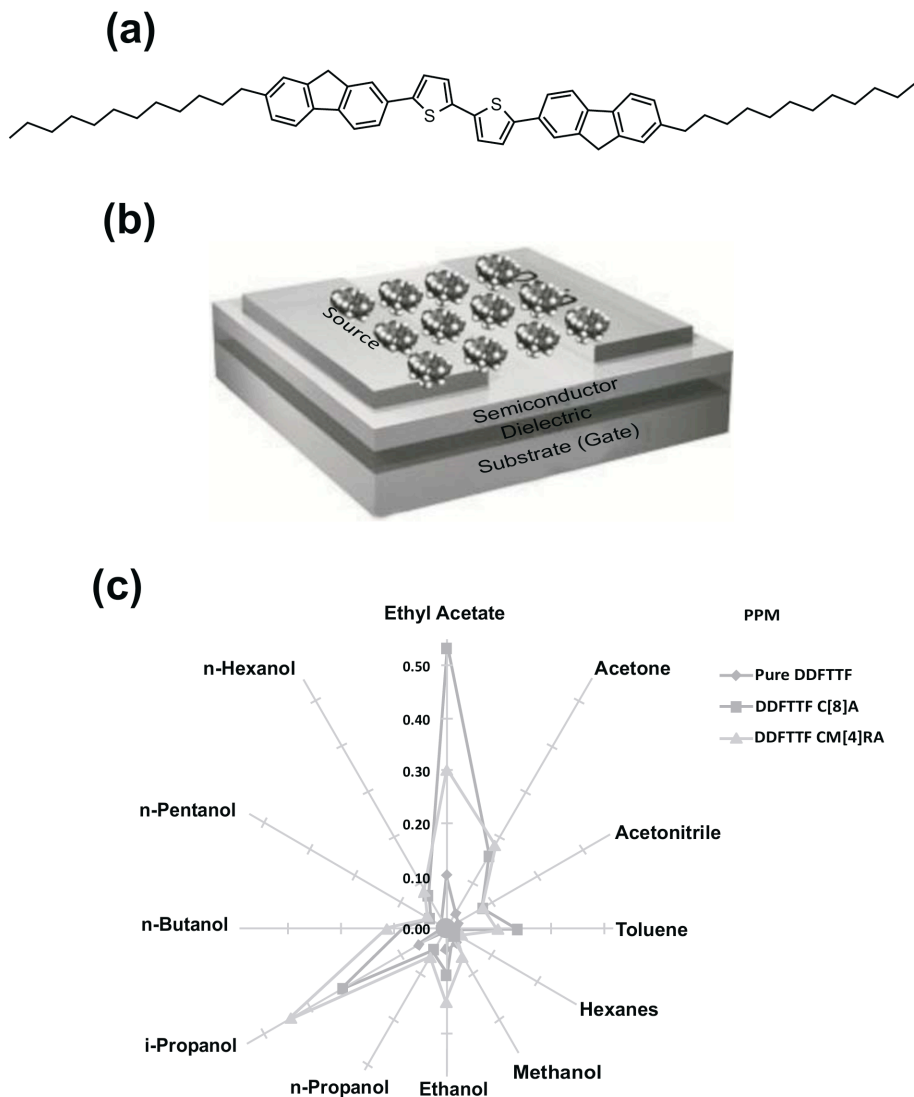 (a)
S
S
(b)
Source
Drain
Semiconductor
Dielectric
Substrate (Gate)
(c)
Ethyl Acetate
PPM
n-Hexanol
Acetone
0.50
Pure DDFTTF
DDFTTF C[8]A
0.40
DDFTTF CM[4]RA
0.30
n-Pentanol
Acetonitrile
0.20
0.10
n-Butanol
0.00
Toluene
Hexanes
i-Propanol
Methanol
n-Propanol
Ethanol